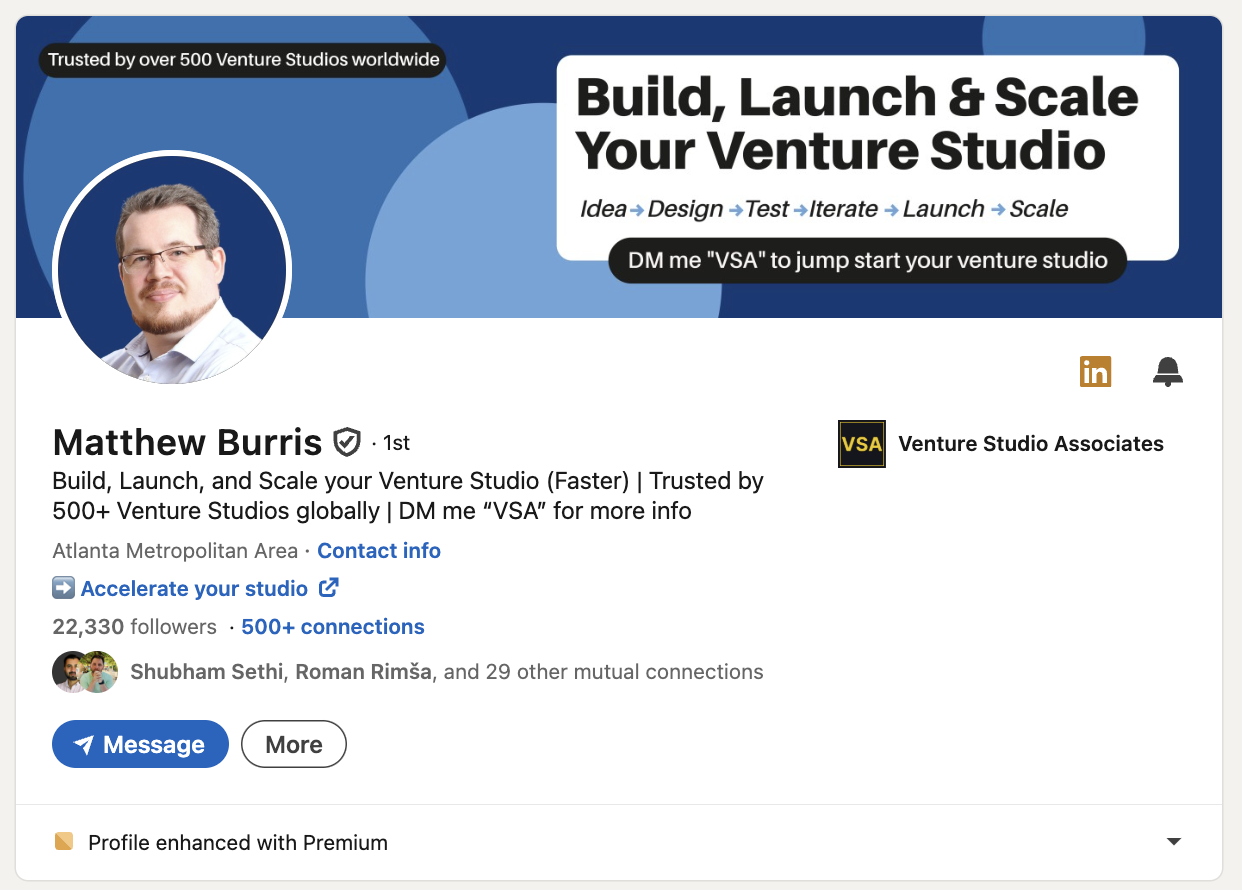 Trusted by over 500 Venture Studios worldwide
Build, Launch & Scale
Your Venture Studio
Idea→Design→Test→Iterate→Launch→Scale
DM me "VSA" to jump start your venture studio
in
Matthew Burris · 1st
VSA Venture Studio Associates
Build, Launch, and Scale your Venture Studio (Faster) | Trusted by
500+ Venture Studios globally | DM me “VSA” for more info
Atlanta Metropolitan Area · Contact info
➡️ Accelerate your studio
22,330 followers · 500+ connections
Shubham Sethi, Roman Rimša, and 29 other mutual connections
Message More
Profile enhanced with Premium